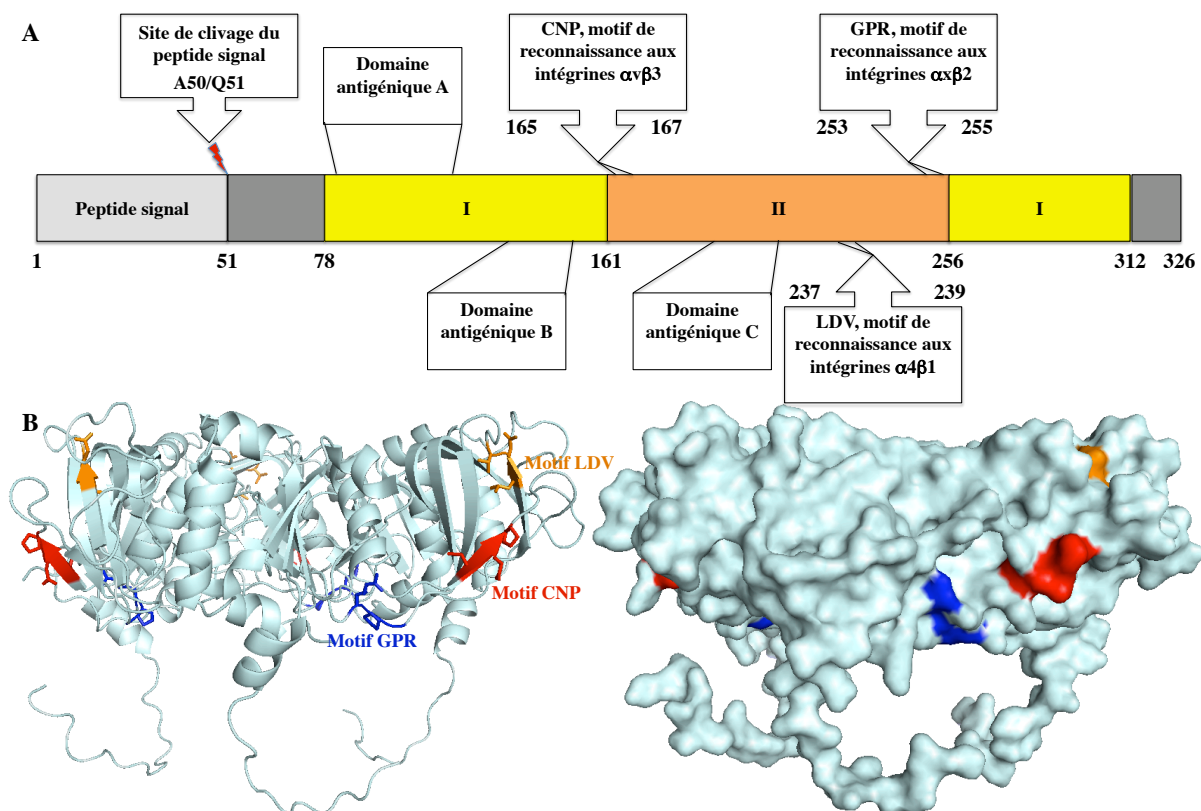 A
Site de clivage du
peptide signal
A50/Q51
Domaine
antigénique A
CNP, motif de
reconnaissance aux
intégrines αvβ3
GPR, motif de
reconnaissance aux
intégrines αxβ2
165
167
253
255
Peptide signal
I
II
I
1
51
78
161
256
312
326
Domaine
antigénique B
Domaine
antigénique C
237
239
LDV, motif de
reconnaissance aux
intégrines α4β1
B
Motif LDV
Motif CNP
Motif GPR